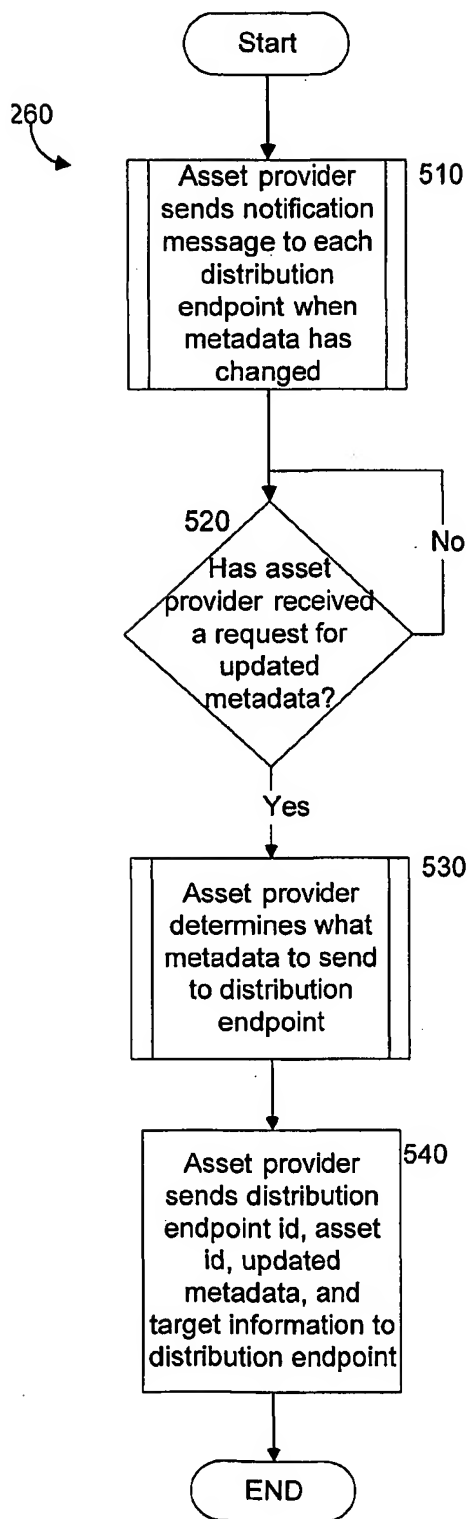 Start
260
510
Asset provider
sends notification
message to each
distribution
endpoint when
metadata has
changed
520
No
Has asset
provider received
a request for
updated
metadata?
Yes
530
Asset provider
determines what
metadata to send
to distribution
endpoint
540
Asset provider
sends distribution
endpoint id, asset
id, updated
metadata, and
target information to
distribution endpoint
END